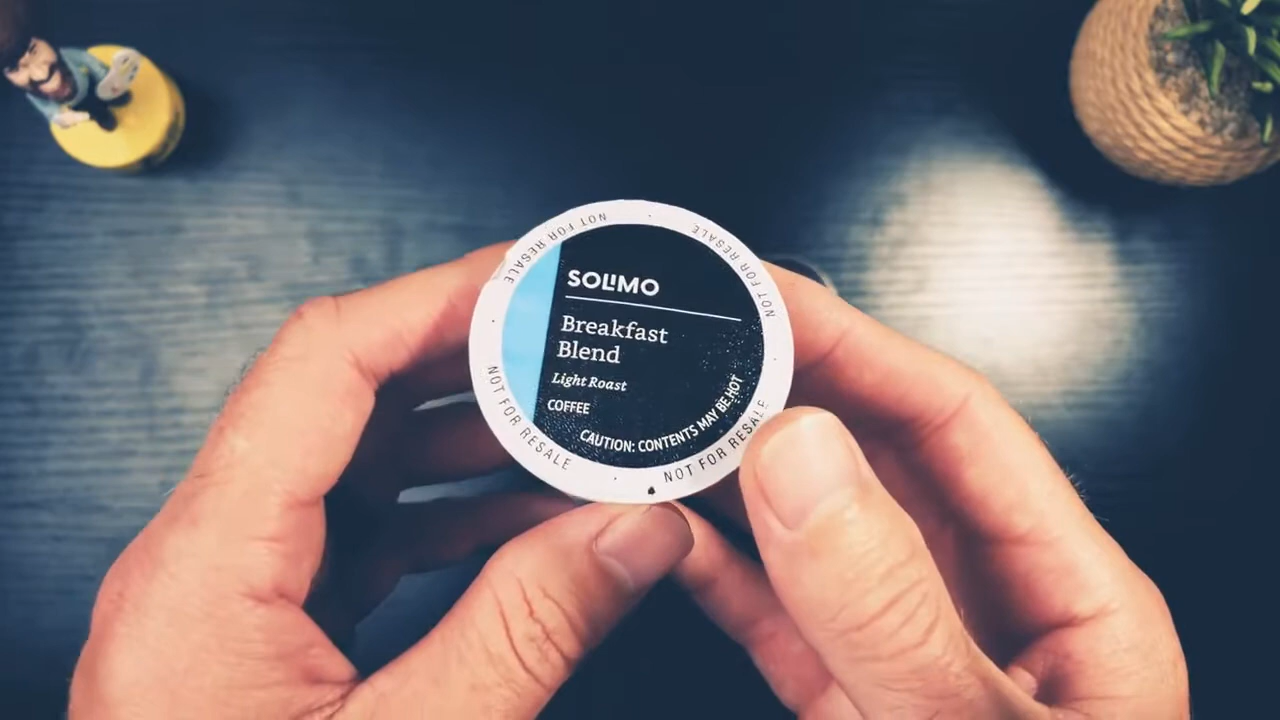 SOLIMO
Breakfast
Blend
Light Roast
COFFEE
CAUTION: CONTENTS MAY BE HOT
NOT FOR RESALE
NOT FOR RESALE
NOT FOR RESALE
NOT FOR RESALE